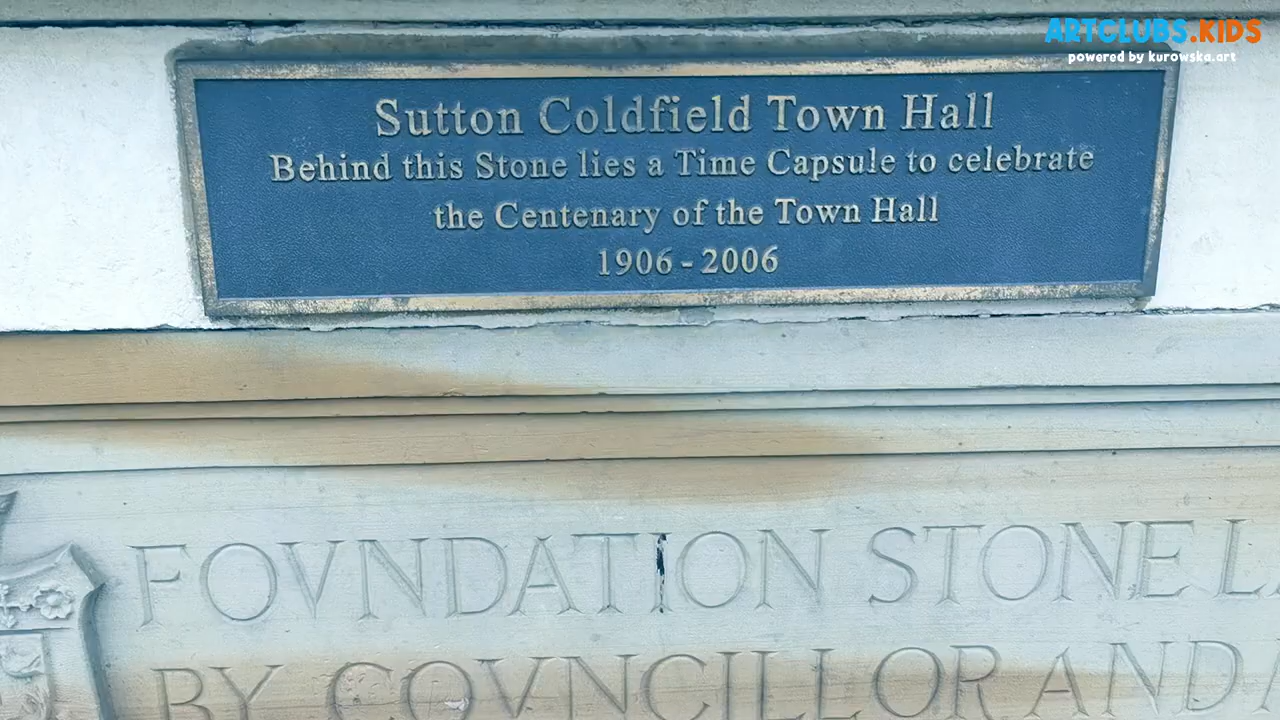 ARTCLUBS.KIDS
powered by kurowska.art
Sutton Coldfield Town Hall
Behind this Stone lies a Time Capsule to celebrate
the Centenary of the Town Hall
1906 - 2006
FOVNDATION STONE
BY COVNCILLOR AND